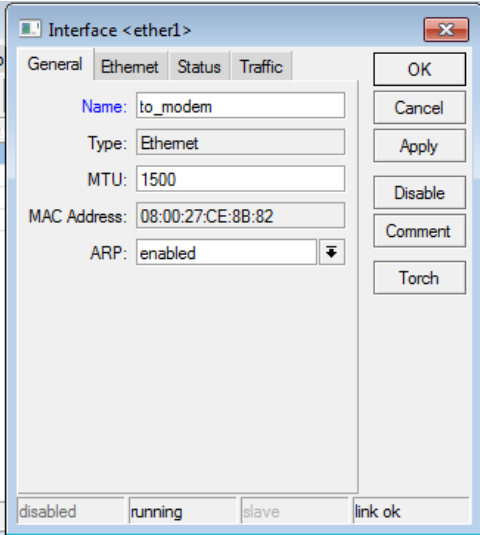 Interface <ether1>
General Ethernet Status Traffic
OK
Name: to_modem
Cancel
Type: Ethernet
Apply
MTU: 1500
Disable
MAC Address: 08:00:27:CE:8B:82
Comment
ARP: enabled
Torch
disabled running slave link ok